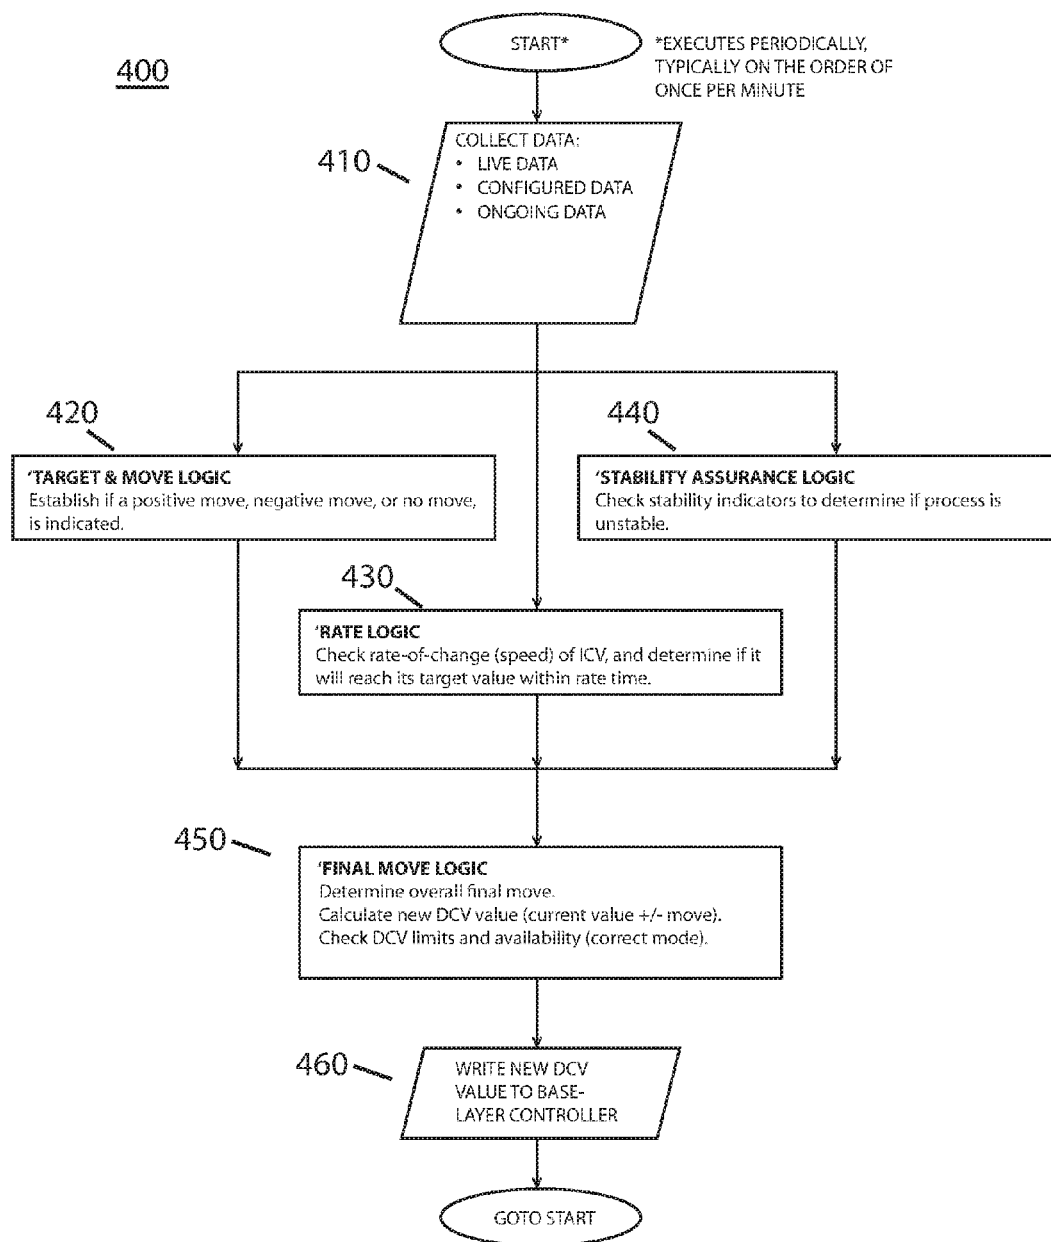 400
START*
*EXECUTES PERIODICALLY,
TYPICALLY ON THE ORDER OF
ONCE PER MINUTE
410
COLLECT DATA:
• LIVE DATA
• CONFIGURED DATA
• ONGOING DATA
420
'TARGET & MOVE LOGIC
Establish if a positive move, negative move, or no move,
is indicated.
440
'STABILITY ASSURANCE LOGIC
Check stability indicators to determine if process is
unstable.
430
'RATE LOGIC
Check rate-of-change (speed) of ICV, and determine if it
will reach its target value within rate time.
450
'FINAL MOVE LOGIC
Determine overall final move.
Calculate new DCV value (current value +/- move).
Check DCV limits and availability (correct mode).
460
WRITE NEW DCV
VALUE TO BASE-
LAYER CONTROLLER
GOTO START